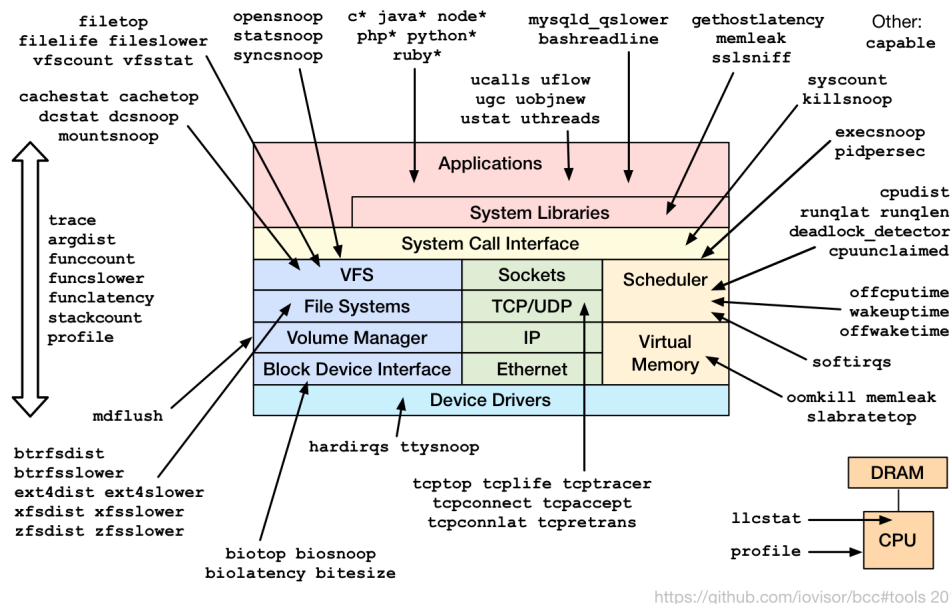 filetop
filelife fileslower
vfscount vfsstat
opensnoop
statsnoop
syncsnoop
c* java* node*
php* python*
ruby*
mysqld_qslower
bashreadline
gethostlatency
memleak
sslsniff
Other:
capable
cachestat cachetop
dcstat dcsnoop
mountsnoop
ucalls uflow
ugc uobjnew
ustat uthreads
syscount
killsnoop
execsnoop
pidpersec
Applications
System Libraries
System Call Interface
VFS
Sockets
Scheduler
File Systems
TCP/UDP
Volume Manager
IP
Virtual
Memory
Block Device Interface
Ethernet
Device Drivers
trace
argdist
funccount
funcslower
funclatency
stackcount
profile
cpudist
runqlat runqlen
deadlock_detector
cpuunclaimed
offcputime
wakeuptime
offwaketime
softirqs
oomkill memleak
slabratetop
mdflush
hardirqs ttysnoop
btrfsdist
btrfsslower
ext4dist ext4slower
xfsdist xfsslower
zfsdist zfsslower
biotop biosnoop
biolatency bitesize
tcptop tcplife tcptracer
tcpconnect tcpaccept
tcpconnlat tcpretrans
DRAM
llcstat
CPU
profile
https://github.com/iovisor/bcc#tools 20